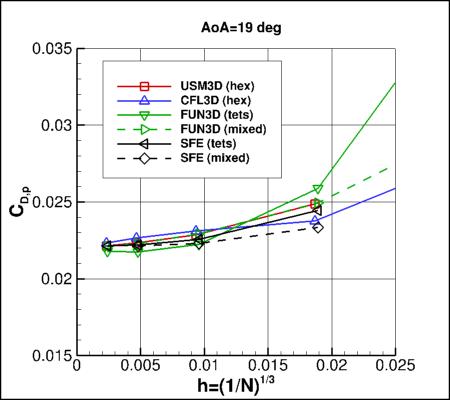 AoA=19 deg
0.035
USM3D (hex)
CFL3D (hex)
FUN3D (tets)
FUN3D (mixed)
SFE (tets)
SFE (mixed)
0.03
C_D,p
0.025
0.02
0.015
0 0.005 0.01 0.015 0.02 0.025
h=(1/N)^1/3